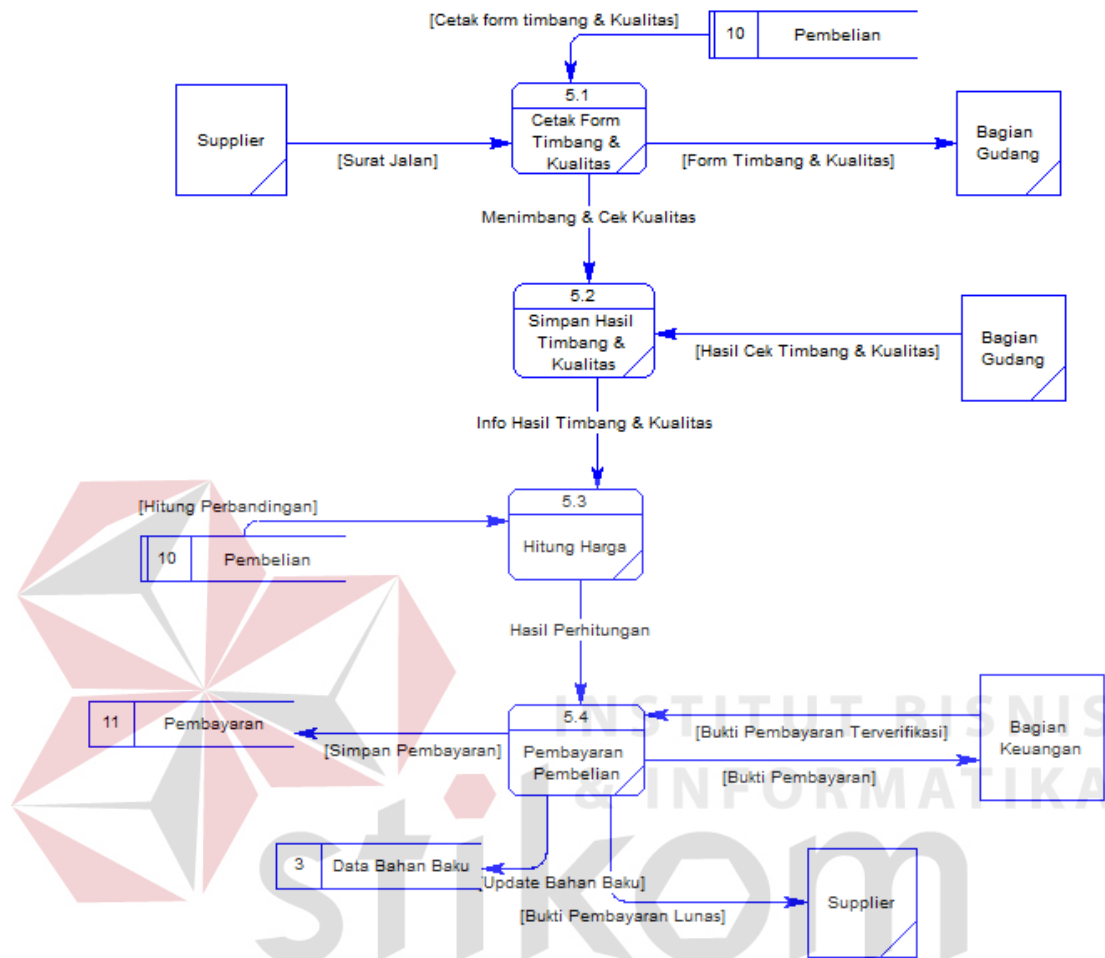 [Cetak form timbang & Kualitas]
10 Pembelian
5.1
Cetak Form
Timbang &
Kualitas
Supplier
[Surat Jalan]
[Form Timbang & Kualitas]
Bagian
Gudang
Menimbang & Cek Kualitas
5.2
Simpan Hasil
Timbang &
Kualitas
[Hasil Cek Timbang & Kualitas]
Bagian
Gudang
Info Hasil Timbang & Kualitas
[Hitung Perbandingan]
10 Pembelian
5.3
Hitung Harga
Hasil Perhitungan
INSTITUT BISNIS
& INFORMATIKA
stikom
11 Pembayaran
[Simpan Pembayaran]
5.4
Pembayaran
Pembelian
[Bukti Pembayaran Terverifikasi]
[Bukti Pembayaran]
Bagian
Keuangan
3 Data Bahan Baku
[Update Bahan Baku]
[Bukti Pembayaran Lunas]
Supplier